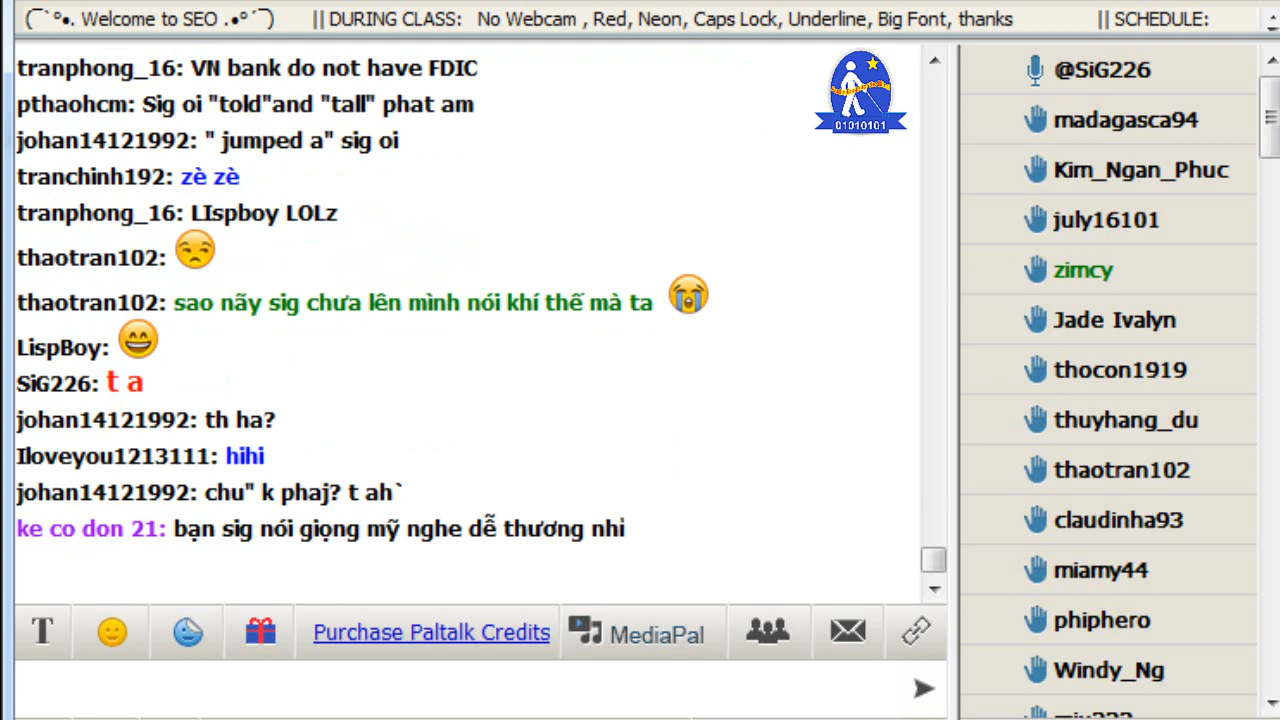 (¯`°•. Welcome to SEO .•°´¯) || DURING CLASS: No Webcam , Red, Neon, Caps Lock, Underline, Big Font, thanks || SCHEDULE:
tranphong_16: VN bank do not have FDIC
pthaohcm: Sig oi "told"and "tall" phat am
johan14121992: " jumped a" sig oi
tranchinh192: zè zè
tranphong_16: LIspboy LOLz
thaotran102:
thaotran102: sao nãy sig chưa lên mình nói khí thế mà ta
LispBoy:
SiG226: t a
johan14121992: th ha?
Iloveyou1213111: hihi
johan14121992: chu" k phaj? t ah`
ke co don 21: bạn sig nói giọng mỹ nghe dễ thương nhỉ
01010101
@SiG226
madagasca94
Kim_Ngan_Phuc
july16101
zimcy
Jade Ivalyn
thocon1919
thuyhang_du
thaotran102
claudinha93
miamy44
phiphero
Windy_Ng
T
Purchase Paltalk Credits
MediaPal